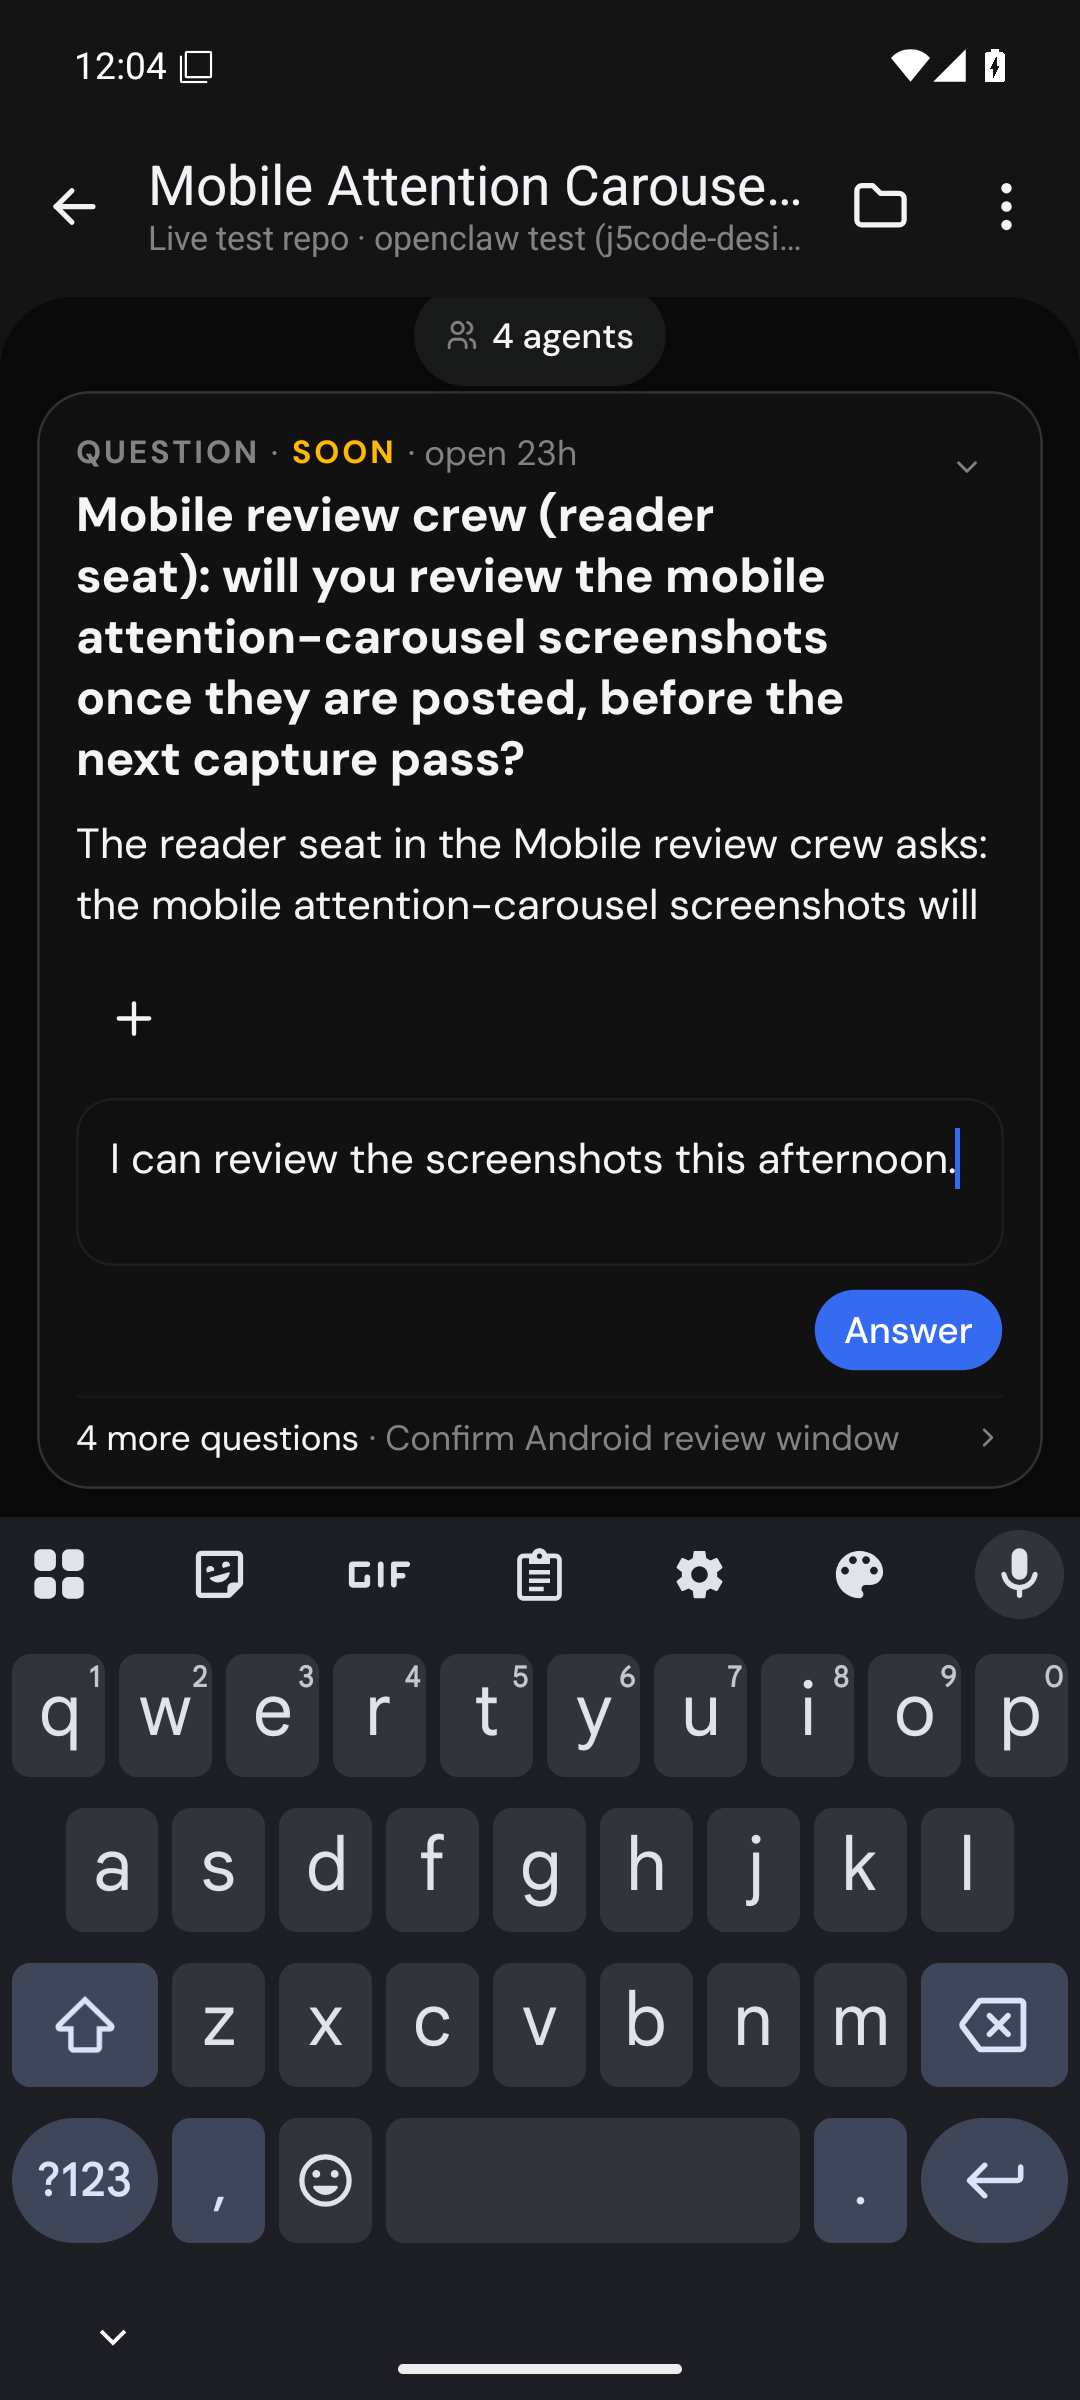 12:04
Mobile Attention Carouse...
Live test repo · openclaw test (j5code-desi...
4 agents
QUESTION · SOON · open 23h
Mobile review crew (reader
seat): will you review the mobile
attention-carousel screenshots
once they are posted, before the
next capture pass?
The reader seat in the Mobile review crew asks:
the mobile attention-carousel screenshots will
I can review the screenshots this afternoon.
Answer
4 more questions · Confirm Android review window
GIF
q1 w2 e3 r4 t5 y6 u7 i8 o9 p0
a s d f g h j k l
z x c v b n m
?123 , .